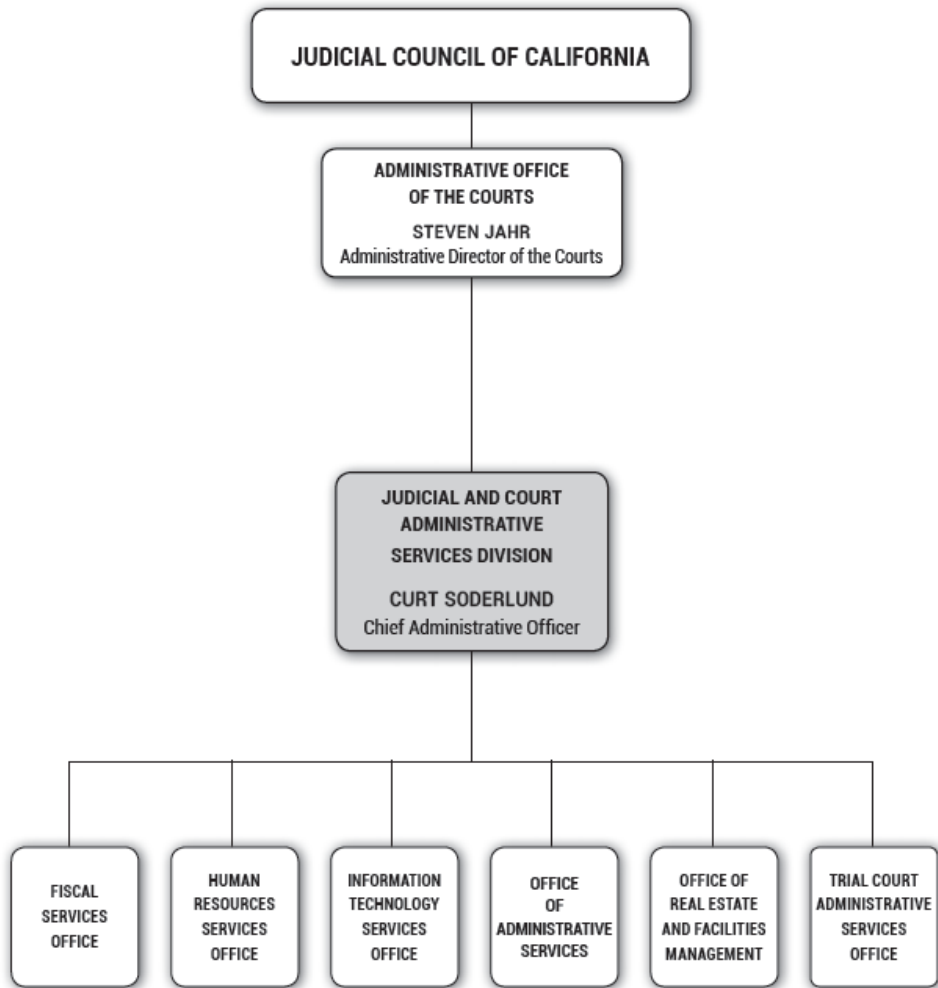 JUDICIAL COUNCIL OF CALIFORNIA
ADMINISTRATIVE OFFICE
OF THE COURTS
STEVEN JAHR
Administrative Director of the Courts
JUDICIAL AND COURT
ADMINISTRATIVE
SERVICES DIVISION
CURT SODERLUND
Chief Administrative Officer
FISCAL
SERVICES
OFFICE
HUMAN
RESOURCES
SERVICES
OFFICE
INFORMATION
TECHNOLOGY
SERVICES
OFFICE
OFFICE
OF
ADMINISTRATIVE
SERVICES
OFFICE OF
REAL ESTATE
AND FACILITIES
MANAGEMENT
TRIAL COURT
ADMINISTRATIVE
SERVICES
OFFICE